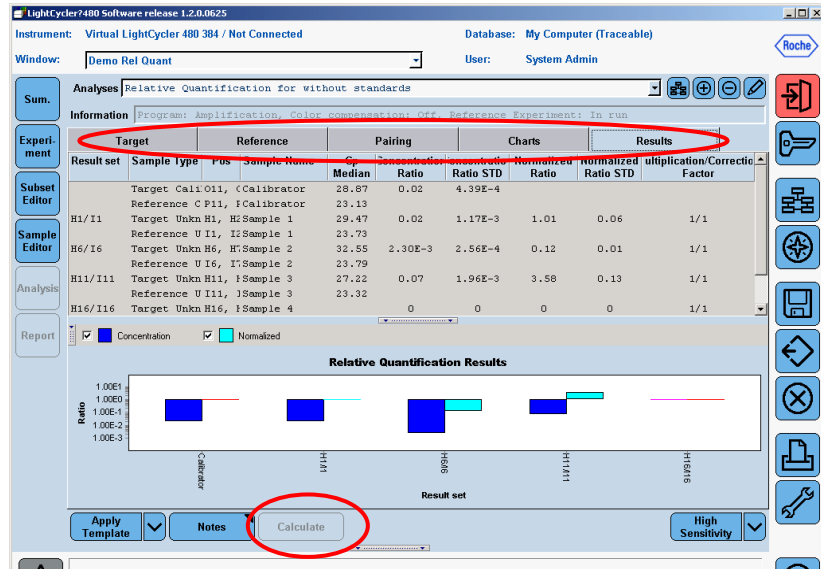 LightCycler?480 Software release 1.2.0.0625
Instrument: Virtual LightCycler 480 384 / Not Connected Database: My Computer (Traceable)
Roche
Window: Demo Rel Quant User: System Admin
Sum.
Analyses Relative Quantification for without standards
Information Program: Amplification, Color compensation: Off, Reference Experiment: In run
Experi-
ment
Target Reference Pairing Charts Results
Result set Sample Type Pos Sample Name Cp Median Concentration Ratio Concentratio Ratio STD Normalized Ratio Normalized Ratio STD ultiplication/Correctio Factor
Target Cali O11, ( Calibrator 28.87 0.02 4.39E-4
Reference C P11, Calibrator 23.13
H1/I1 Target Unkn H1, H2 Sample 1 29.47 0.02 1.17E-3 1.01 0.06 1/1
Reference U I1, I2 Sample 1 23.73
H6/I6 Target Unkn H6, H7 Sample 2 32.55 2.30E-3 2.56E-4 0.12 0.01 1/1
Reference U I6, I7 Sample 2 23.79
H11/I11 Target Unkn H11, Sample 3 27.22 0.07 1.96E-3 3.58 0.13 1/1
Reference U I11, Sample 3 23.32
H16/I16 Target Unkn H16, Sample 4 0 0 0 0 1/1
Subset
Editor
Sample
Editor
Analysis
Report
Concentration Normalized
Relative Quantification Results
Ratio
1.00E1
1.00E0
1.00E-1
1.00E-2
1.00E-3
Calibrator
H1/I1
H6/I6
H11/I11
H16/I16
Result set
Apply
Template
Notes
Calculate
High
Sensitivity